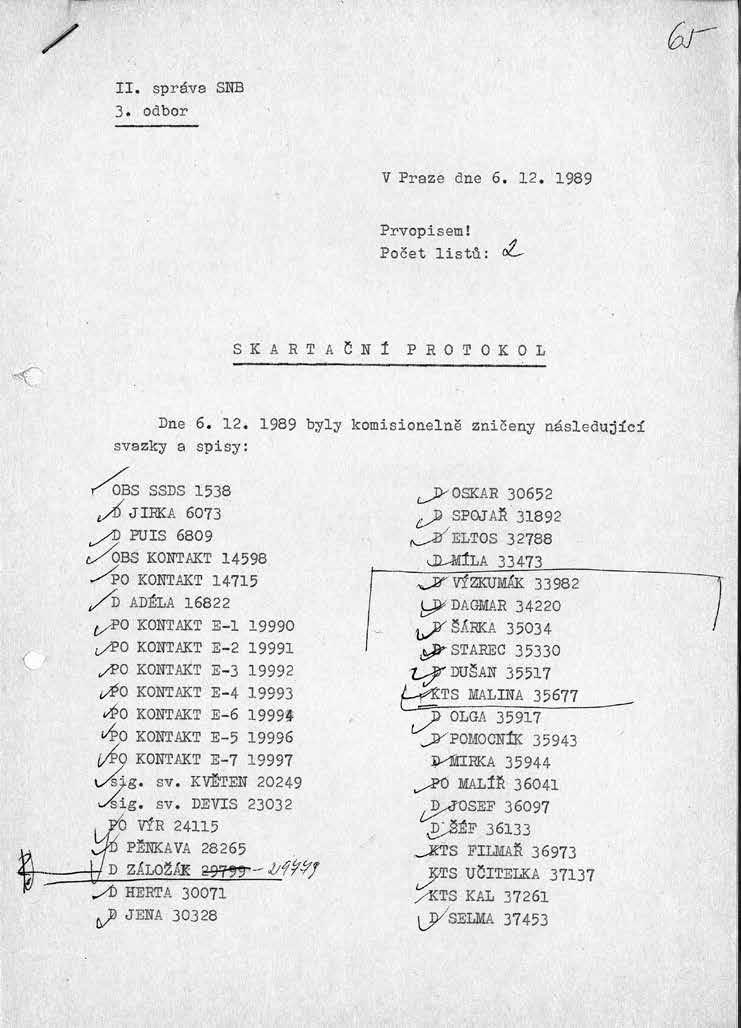 65
II. správa SNB
3. odbor
V Praze dne 6. 12. 1989
Prvopisem!
Počet listů: 2
SKARTAČNÍ PROTOKOL
Dne 6. 12. 1989 byly komisionelně zničeny následující
svazky a spisy:
OBS SSDS 1538
D JIRKA 6073
D PUIS 6809
OBS KONTAKT 14598
PO KONTAKT 14715
D ADÉLA 16822
PO KONTAKT E-1 19990
PO KONTAKT E-2 19991
PO KONTAKT E-3 19992
PO KONTAKT E-4 19993
PO KONTAKT E-6 19994
PO KONTAKT E-5 19996
PO KONTAKT E-7 19997
sig. sv. KVĚTEN 20249
sig. sv. DEVIS 23032
PO VÍR 24115
D PĚNKAVA 28265
D ZÁLOŽÁK 29799 - 29779
D HERTA 30071
D JENA 30328
D OSKAR 30652
D SPOJAŘ 31892
D ELTOS 32788
D MÍLA 33473
D VÝZKUMÁK 33982
D DAGMAR 34220
D ŠÁRKA 35034
D STAREC 35330
D DUŠAN 35517
KTS MALINA 35677
D OLGA 35917
D POMOCNÍK 35943
D MIRKA 35944
PO MALÍŘ 36041
D JOSEF 36097
D ŠÉF 36133
KTS FILMAŘ 36973
KTS UČITELKA 37137
KTS KAL 37261
D SELMA 37453